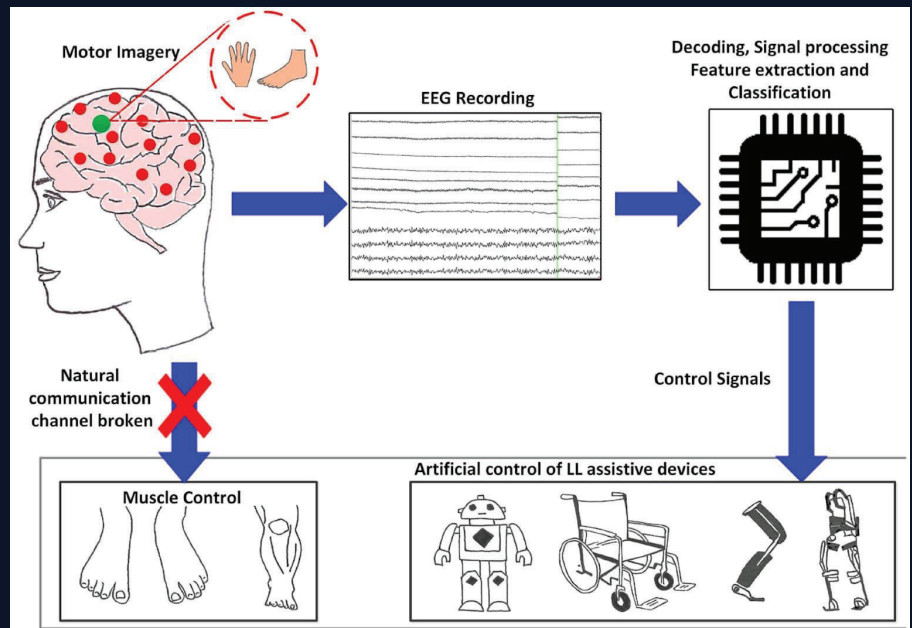 Motor Imagery
EEG Recording
Decoding, Signal processing
Feature extraction and
Classification
Natural
communication
channel broken
Control Signals
Artificial control of LL assistive devices
Muscle Control